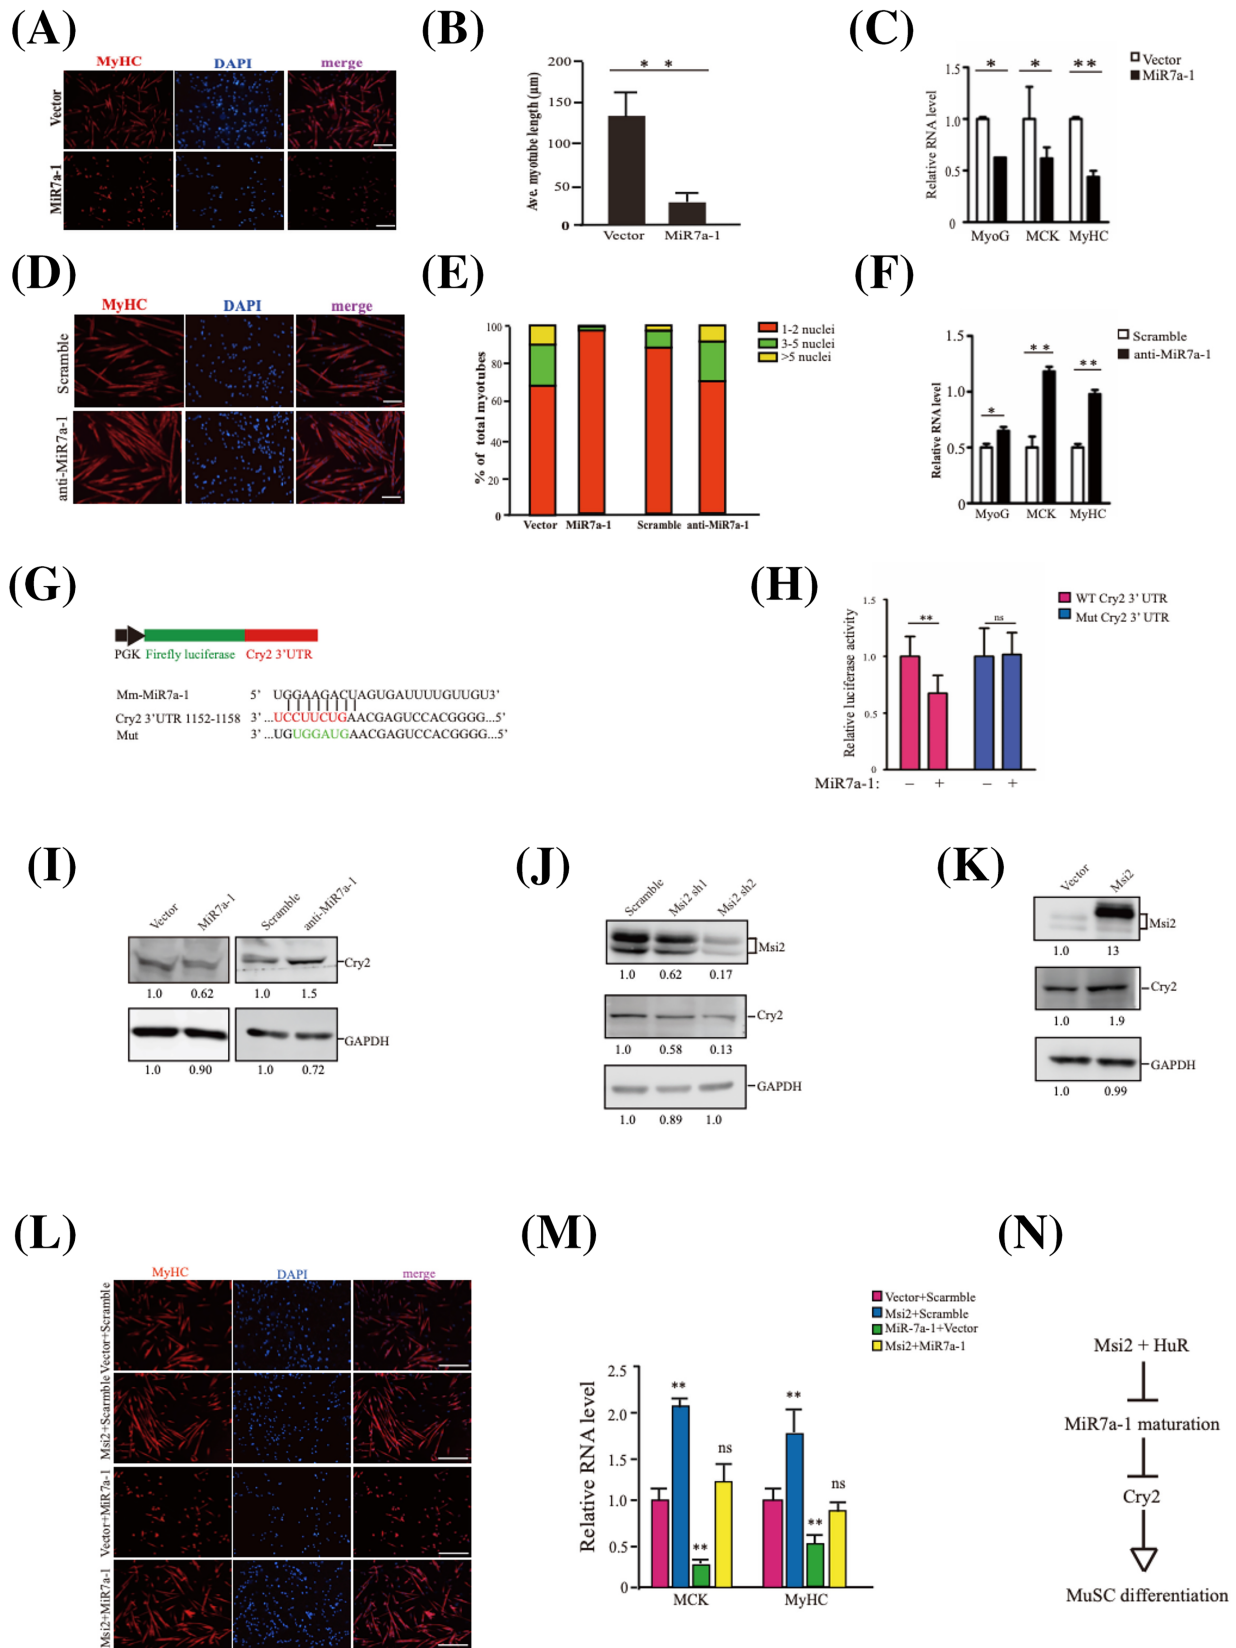 (A)
MyHC DAPI merge
Vector
MiR7a-1
(B)
Ave. myotube length (μm)
200
150
100
50
0
* *
Vector MiR7a-1
(C)
Relative RNA level
1.5
1.0
0.5
0
* * **
Vector
MiR7a-1
MyoG MCK MyHC
(D)
MyHC DAPI merge
Scramble
anti-MiR7a-1
(E)
% of total myotubes
100
80
60
40
20
0
1-2 nuclei
3-5 nuclei
>5 nuclei
Vector MiR7a-1 Scramble anti-MiR7a-1
(F)
Relative RNA level
1.5
1.0
0.5
0
* ** **
Scramble
anti-MiR7a-1
MyoG MCK MyHC
(G)
PGK Firefly luciferase Cry2 3'UTR
Mm-MiR7a-1 5' UGGAAGACUAGUGAUUUUGUUGU3'
Cry2 3'UTR 1152-1158 3' ...UCCUUCUGAACGAGUCCACGGGG...5'
Mut 3' ...UGUGGAUGAACGAGUCCACGGGG...5'
(H)
Relative luciferase activity
1.5
1.0
0.5
0
** ns
WT Cry2 3' UTR
Mut Cry2 3' UTR
MiR7a-1: – + – +
(I)
Vector MiR7a-1 Scramble anti-MiR7a-1
Cry2
1.0 0.62 1.0 1.5
GAPDH
1.0 0.90 1.0 0.72
(J)
Scramble Msi2 sh1 Msi2 sh2
Msi2
1.0 0.62 0.17
Cry2
1.0 0.58 0.13
GAPDH
1.0 0.89 1.0
(K)
Vector Msi2
Msi2
1.0 13
Cry2
1.0 1.9
GAPDH
1.0 0.99
(L)
MyHC DAPI merge
Vector+Scramble
Msi2+Scarmble
Vector+MiR7a-1
Msi2+MiR7a-1
(M)
Vector+Scarmble
Msi2+Scramble
MiR-7a-1+Vector
Msi2+MiR7a-1
Relative RNA level
2.5
2.0
1.5
1.0
0.5
0
** ** ns ** ** ns
MCK MyHC
(N)
Msi2 + HuR
MiR7a-1 maturation
Cry2
MuSC differentiation